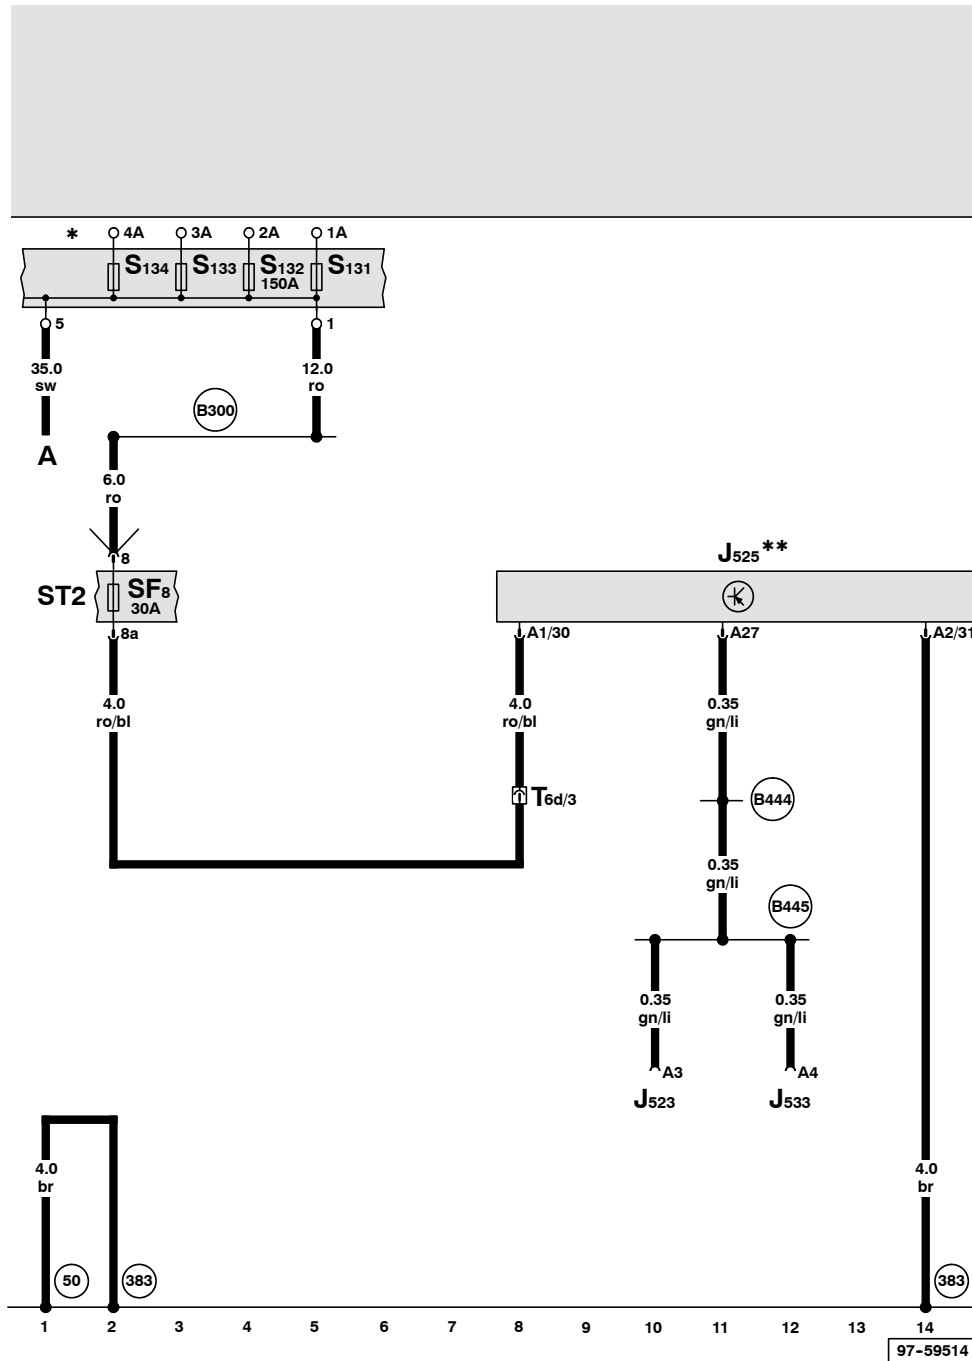 * 4A 3A 2A 1A
S134 S133 S132 S131
150A
5 1
35.0 12.0
sw ro
B300
A
6.0
ro
8
J525**
ST2 SF8
30A
8a A1/30 A27 A2/31
4.0 4.0 0.35
ro/bl ro/bl gn/li
T6d/3 B444
0.35
gn/li
B445
0.35 0.35
gn/li gn/li
A3 A4
J523 J533
4.0 4.0
br br
50 383 383
1 2 3 4 5 6 7 8 9 10 11 12 13 14
97-59514